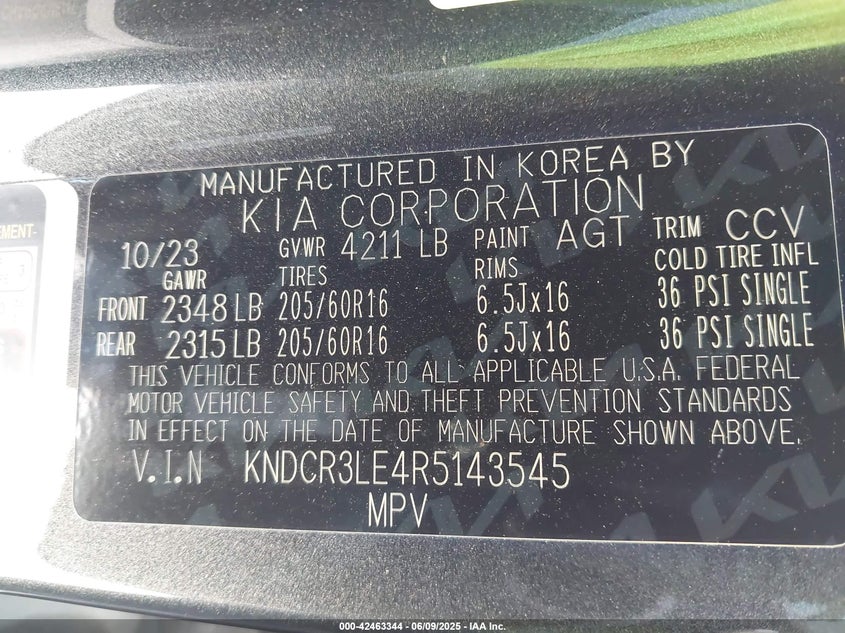 MANUFACTURED IN KOREA BY
KIA CORPORATION
10/23 GVWR 4211 LB PAINT AGT TRIM CCV
GAWR TIRES RIMS COLD TIRE INFL
FRONT 2348 LB 205/60R16 6.5Jx16 36 PSI SINGLE
REAR 2315 LB 205/60R16 6.5Jx16 36 PSI SINGLE
THIS VEHICLE CONFORMS TO ALL APPLICABLE U.S.A. FEDERAL
MOTOR VEHICLE SAFETY AND THEFT PREVENTION STANDARDS
IN EFFECT ON THE DATE OF MANUFACTURE SHOWN ABOVE.
V.I.N KNDCR3LE4R5143545
MPV
000-42463344 | 06/09/2025 - IAA Inc.